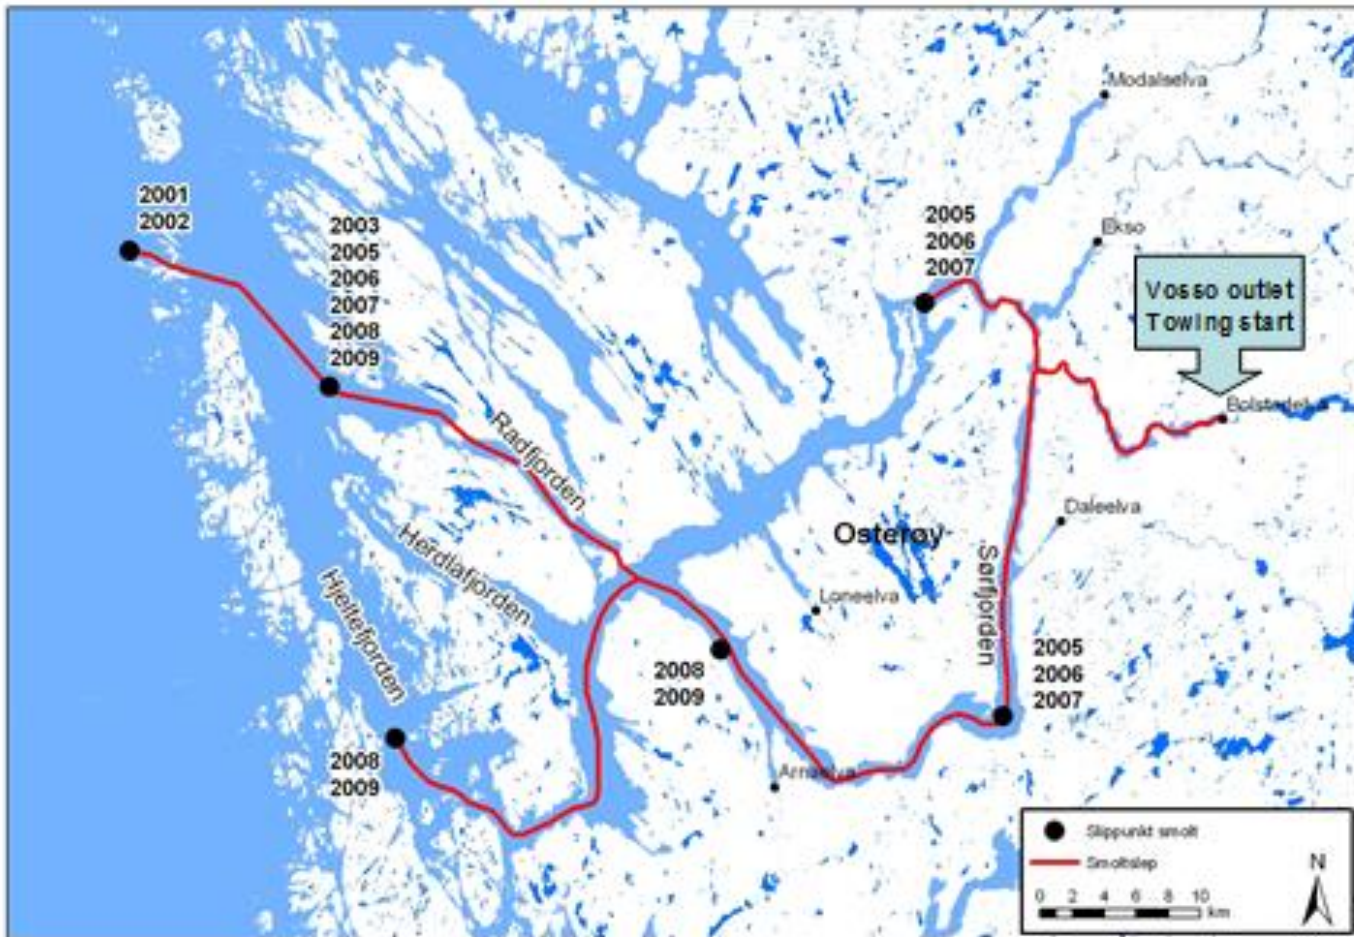 Modalselva
2001
2002
2003
2005
2006
2007
2008
2009
2005
2006
2007
Ekso
Vosso outlet
Towing start
Bolstadelva
Radfjorden
Herdlafjorden
Hjeltefjorden
Osterøy
Daleelva
Loneelva
Sørfjorden
2008
2009
2005
2006
2007
2008
2009
Arnaelva
Slippunkt smolt
Smoltslep
N
0 2 4 6 8 10
km